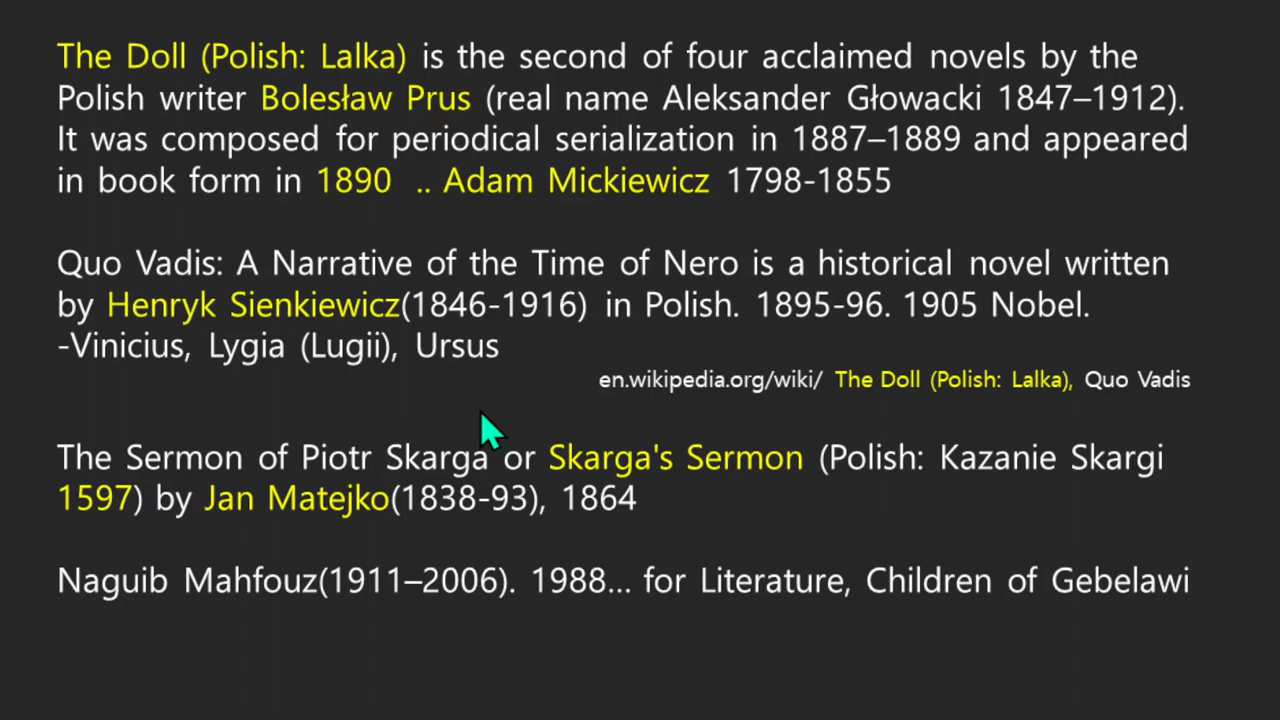 The Doll (Polish: Lalka) is the second of four acclaimed novels by the
Polish writer Bolesław Prus (real name Aleksander Głowacki 1847–1912).
It was composed for periodical serialization in 1887–1889 and appeared
in book form in 1890 .. Adam Mickiewicz 1798-1855
Quo Vadis: A Narrative of the Time of Nero is a historical novel written
by Henryk Sienkiewicz(1846-1916) in Polish. 1895-96. 1905 Nobel.
-Vinicius, Lygia (Lugii), Ursus
en.wikipedia.org/wiki/ The Doll (Polish: Lalka), Quo Vadis
The Sermon of Piotr Skarga or Skarga's Sermon (Polish: Kazanie Skargi
1597) by Jan Matejko(1838-93), 1864
Naguib Mahfouz(1911–2006). 1988... for Literature, Children of Gebelawi